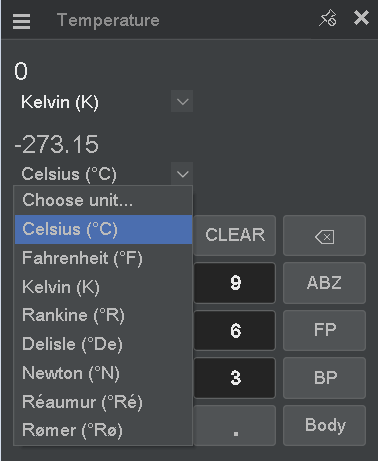 Temperature
0
Kelvin (K)
-273.15
Celsius (°C)
Choose unit...
Celsius (°C)
CLEAR
Fahrenheit (°F)
Kelvin (K)
9
ABZ
Rankine (°R)
6
FP
Delisle (°De)
Newton (°N)
3
BP
Réaumur (°Ré)
Rømer (°Rø)
.
Body